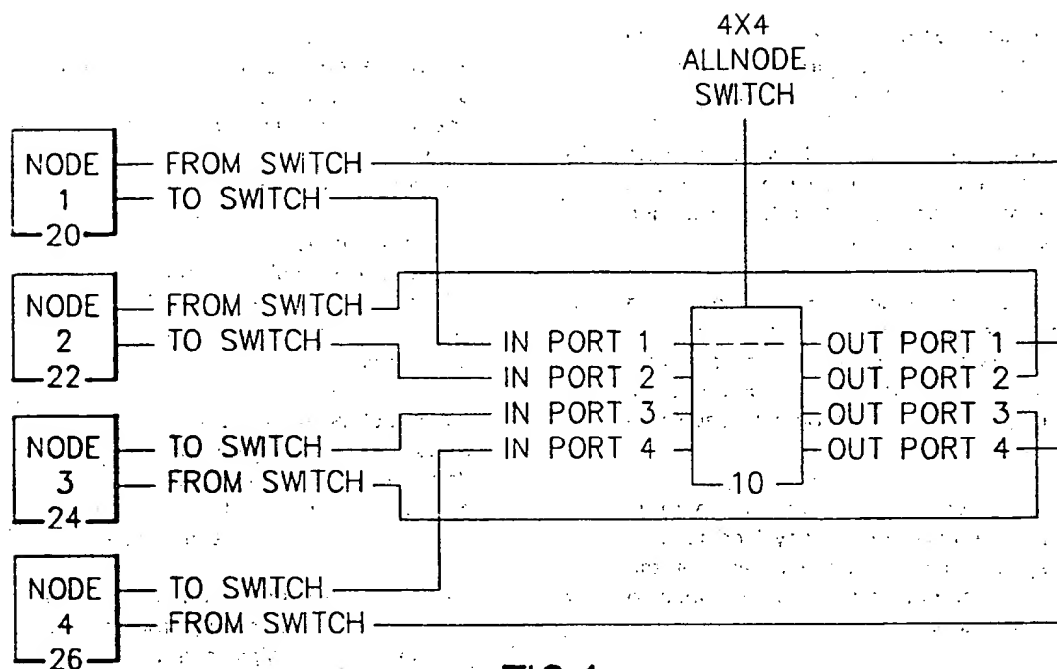 4X4
ALLNODE
SWITCH
NODE
1
20
FROM SWITCH
TO SWITCH
NODE
2
22
FROM SWITCH
TO SWITCH
NODE
3
24
TO SWITCH
FROM SWITCH
NODE
4
26
TO SWITCH
FROM SWITCH
IN PORT 1
IN PORT 2
IN PORT 3
IN PORT 4
10
OUT PORT 1
OUT PORT 2
OUT PORT 3
OUT PORT 4